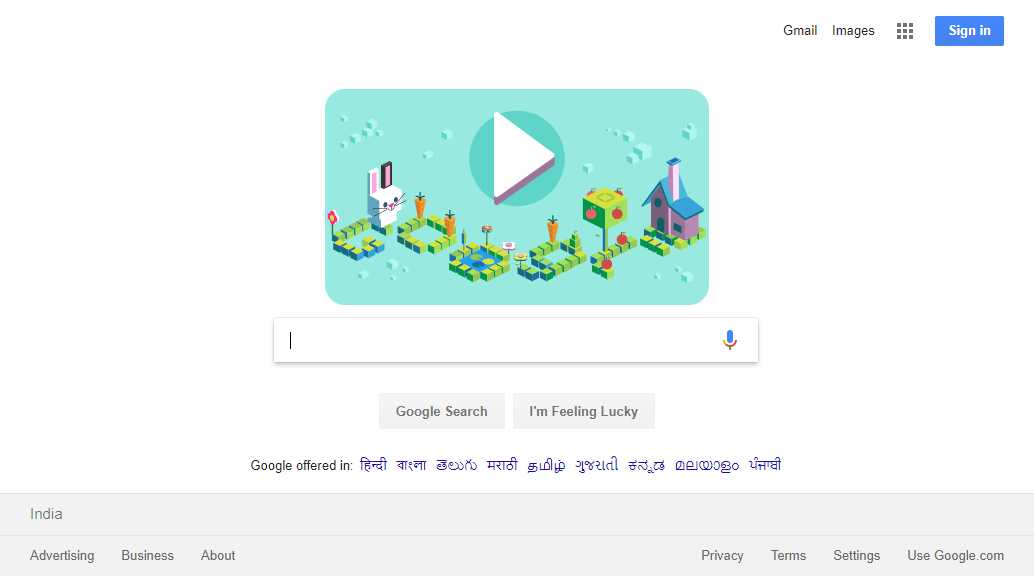 Gmail Images Sign in
Google Search I'm Feeling Lucky
Google offered in: हिन्दी বাংলা తెలుగు मराठी தமிழ் ગુજરાતી ಕನ್ನಡ മലയാളം ਪੰਜਾਬੀ
India
Advertising Business About Privacy Terms Settings Use Google.com